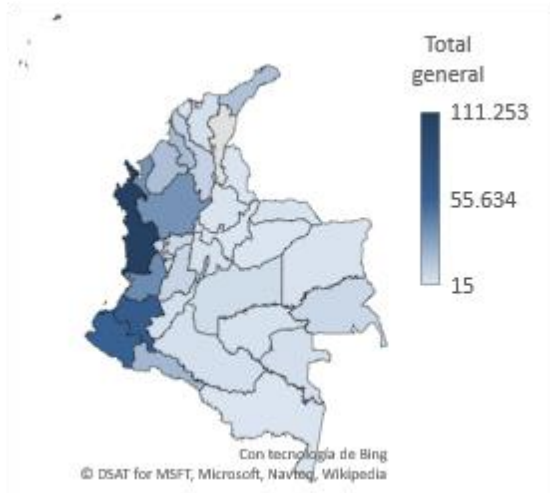 Total
general
111.253
55.634
15
Con tecnología de Bing
© DSAT for MSFT, Microsoft, Navteq, Wikipedia